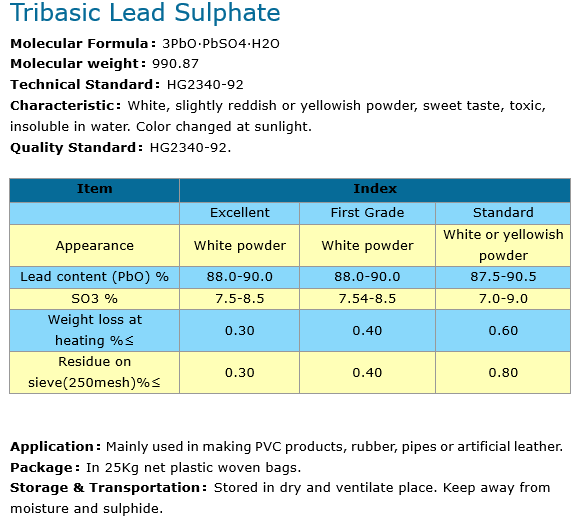 Tribasic Lead Sulphate
Molecular Formula: 3PbO·PbSO4·H2O
Molecular weight: 990.87
Technical Standard: HG2340-92
Characteristic: White, slightly reddish or yellowish powder, sweet taste, toxic,
insoluble in water. Color changed at sunlight.
Quality Standard: HG2340-92.
Item Index
Excellent First Grade Standard
Appearance White powder White powder White or yellowish
powder
Lead content (PbO) % 88.0-90.0 88.0-90.0 87.5-90.5
SO3 % 7.5-8.5 7.54-8.5 7.0-9.0
Weight loss at
heating %≤ 0.30 0.40 0.60
Residue on
sieve(250mesh)%≤ 0.30 0.40 0.80
Application: Mainly used in making PVC products, rubber, pipes or artificial leather.
Package: In 25Kg net plastic woven bags.
Storage & Transportation: Stored in dry and ventilate place. Keep away from
moisture and sulphide.